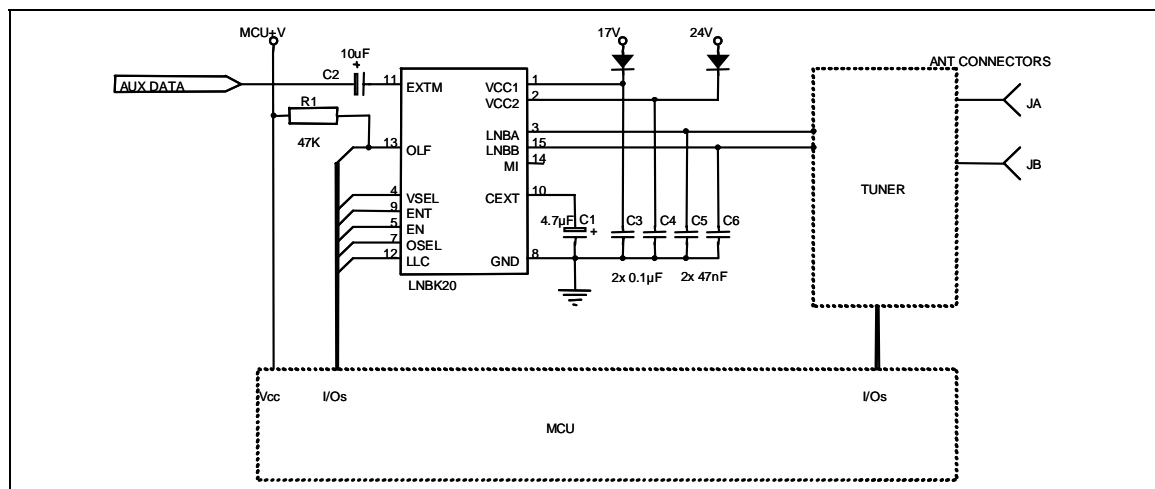 MCU+V
17V
24V
10uF
+
C2
AUX DATA
11
EXTM
VCC1
1
VCC2
2
ANT CONNECTORS
JA
R1
47K
LNBA
3
13
OLF
LNBB
15
MI
14
JB
TUNER
4
VSEL
CEXT
10
9
ENT
4.7µF
C1
+
C3
C4
C5
C6
5
EN
7
OSEL
12
LLC
GND
8
2x 0.1µF
2x 47nF
LNBK20
Vcc
I/Os
I/Os
MCU